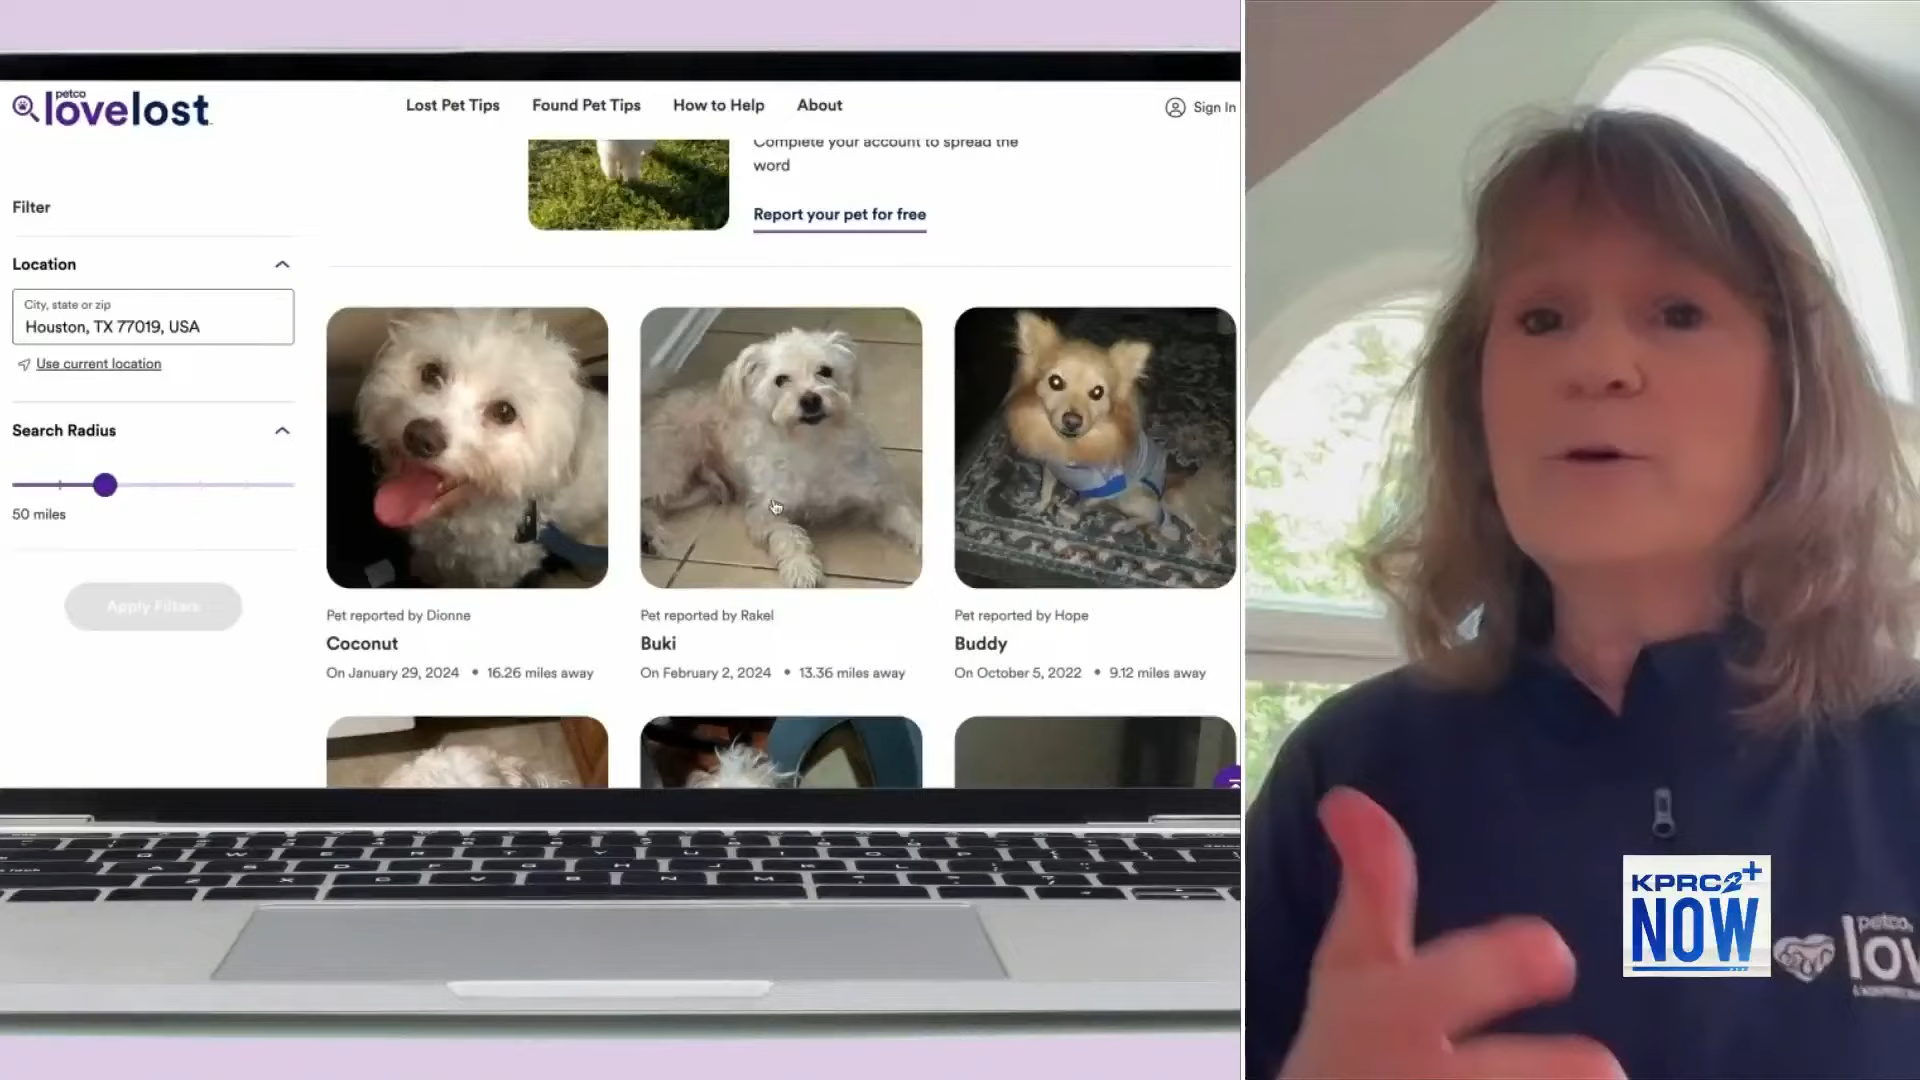 petco
lovelost
Lost Pet Tips
Found Pet Tips
How to Help
About
Sign In
Complete your account to spread the
word
Report your pet for free
Filter
Location
City, state or zip
Houston, TX 77019, USA
Use current location
Search Radius
50 miles
Apply Filters
Pet reported by Dionne
Coconut
On January 29, 2024 • 16.26 miles away
Pet reported by Rakel
Buki
On February 2, 2024 • 13.36 miles away
Pet reported by Hope
Buddy
On October 5, 2022 • 9.12 miles away
KPRC2+
NOW
petco
lov